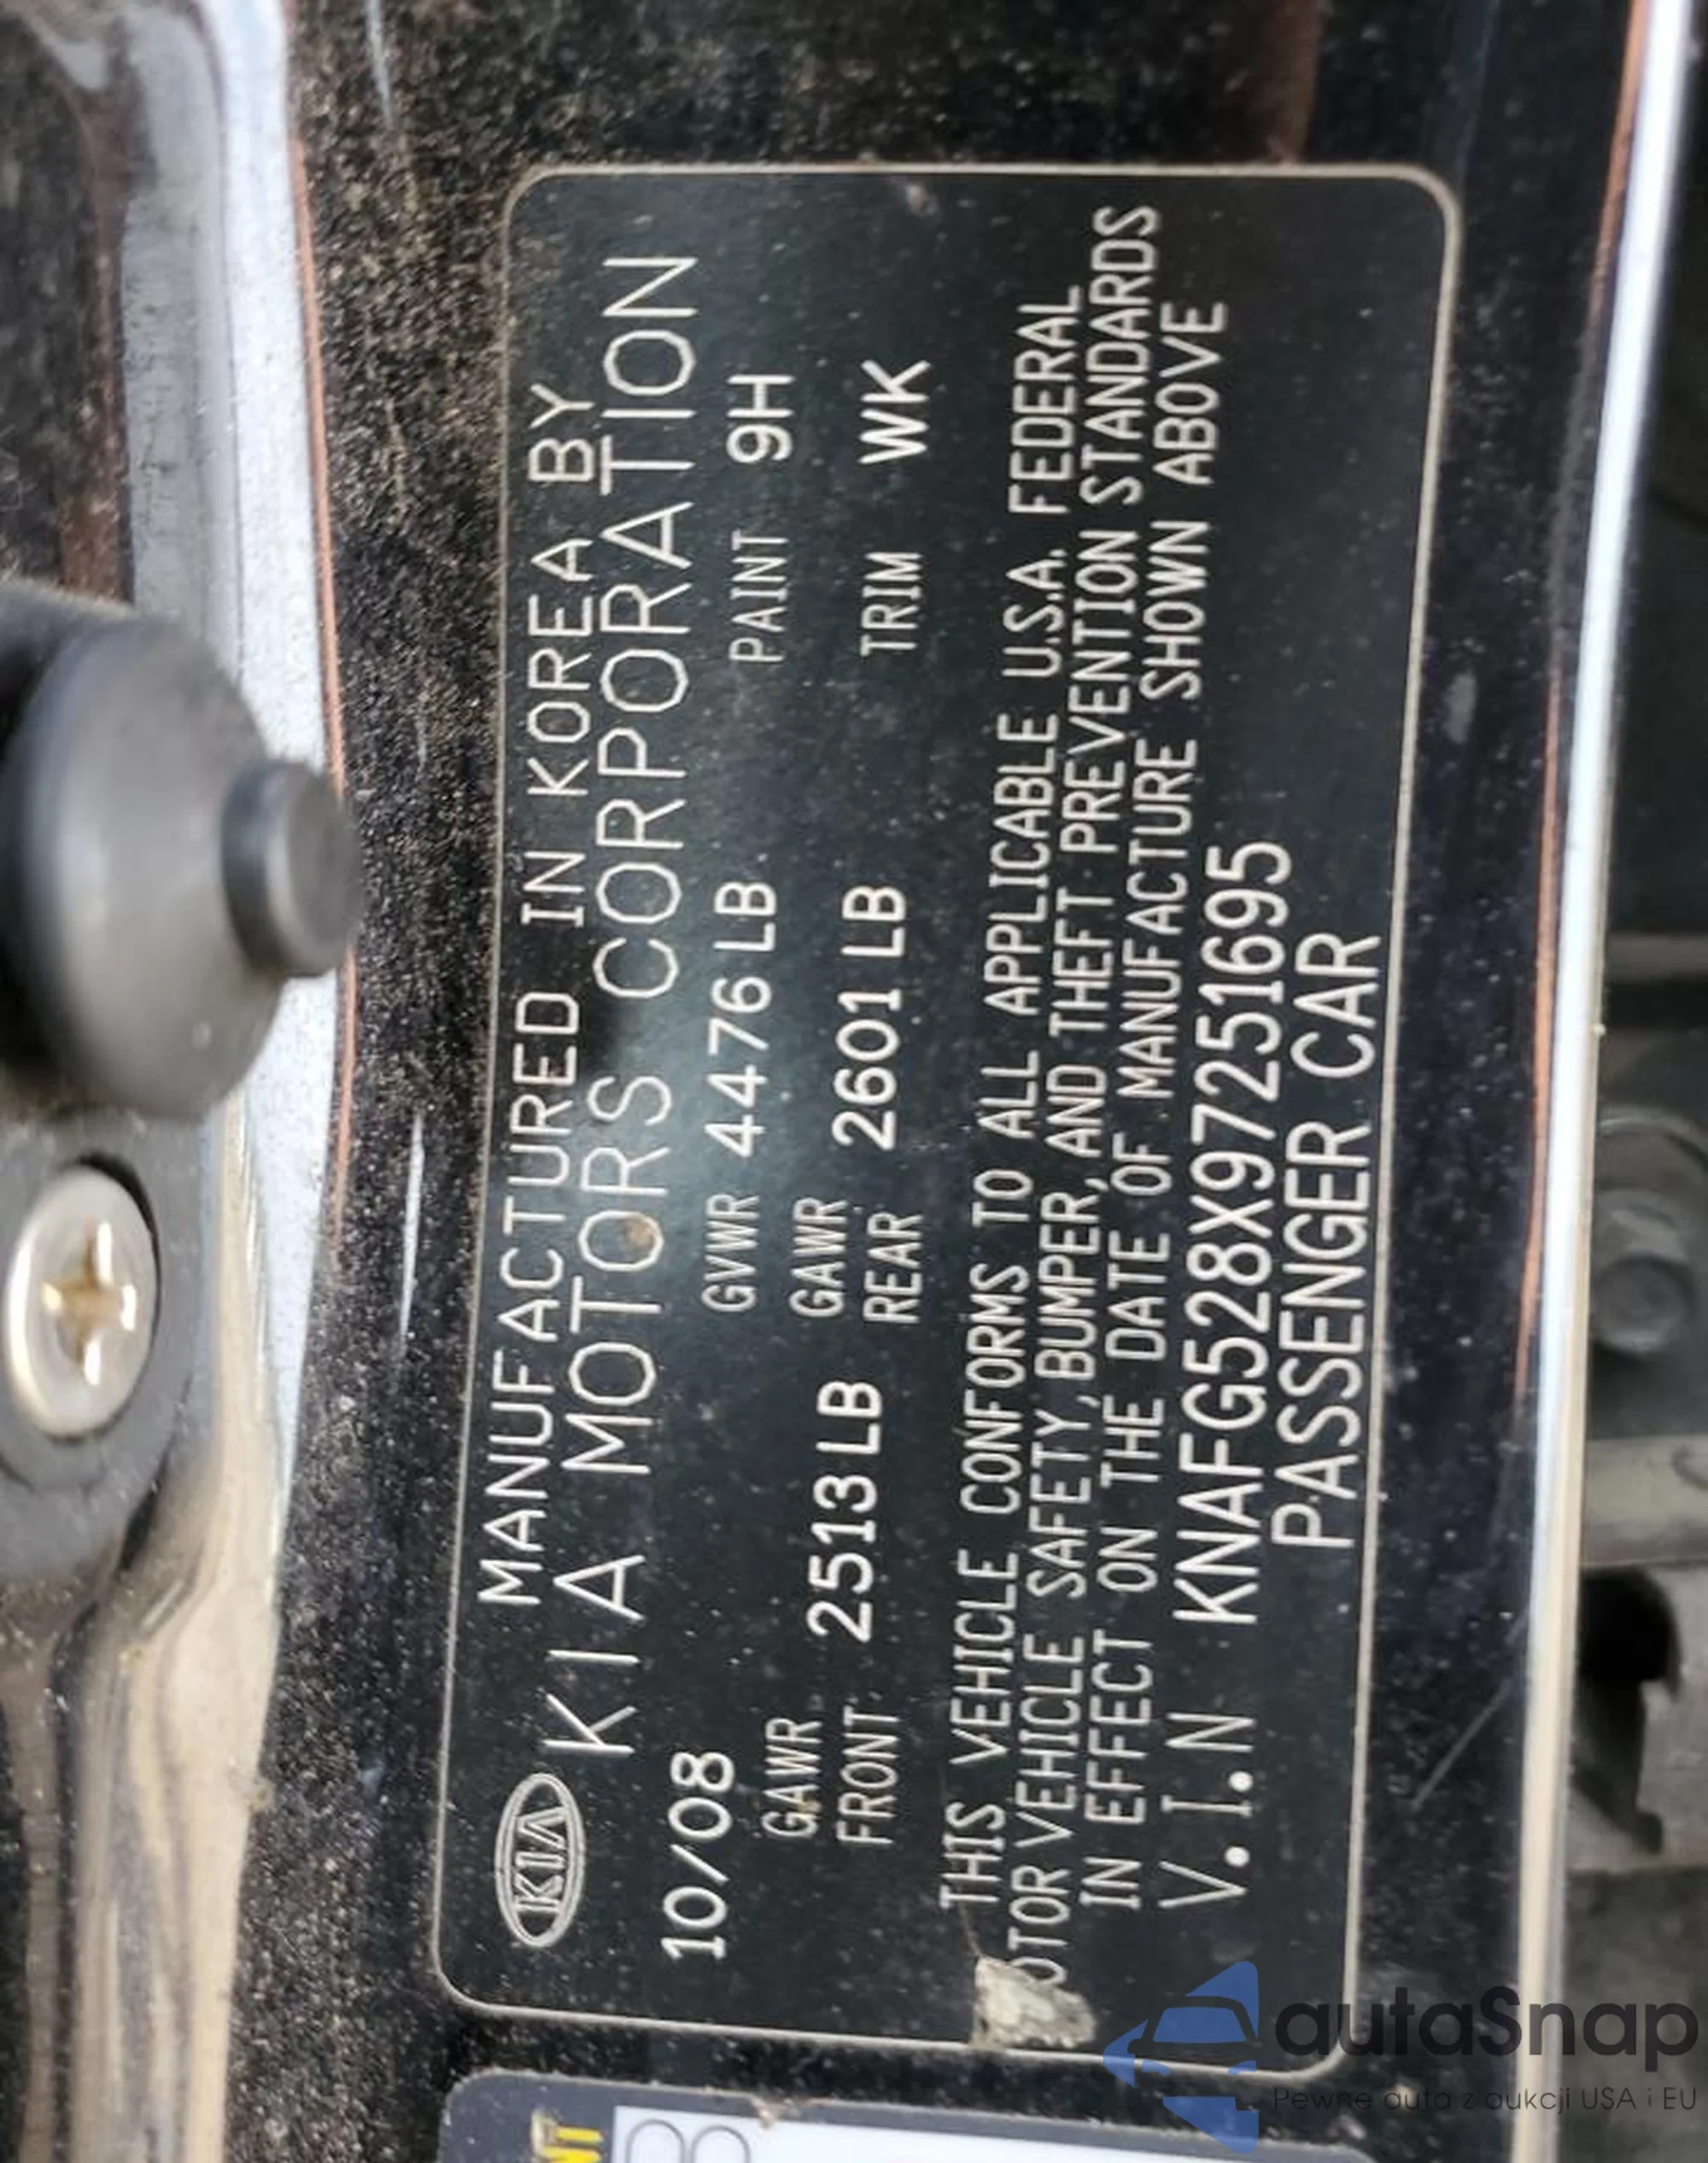 MANUFACTURED IN KOREA BY
KIA KIA MOTORS CORPORATION
10/08 GVWR 4476 LB PAINT 9H
GAWR FRONT 2513 LB GAWR REAR 2601 LB TRIM WK
THIS VEHICLE CONFORMS TO ALL APPLICABLE U.S.A. FEDERAL
OTOR VEHICLE SAFETY, BUMPER, AND THEFT PREVENTION STANDARDS
IN EFFECT ON THE DATE OF MANUFACTURE SHOWN ABOVE
V.I.N KNAFG528X97251695
PASSENGER CAR
autaSnap
Pewne auta z aukcji USA i EU